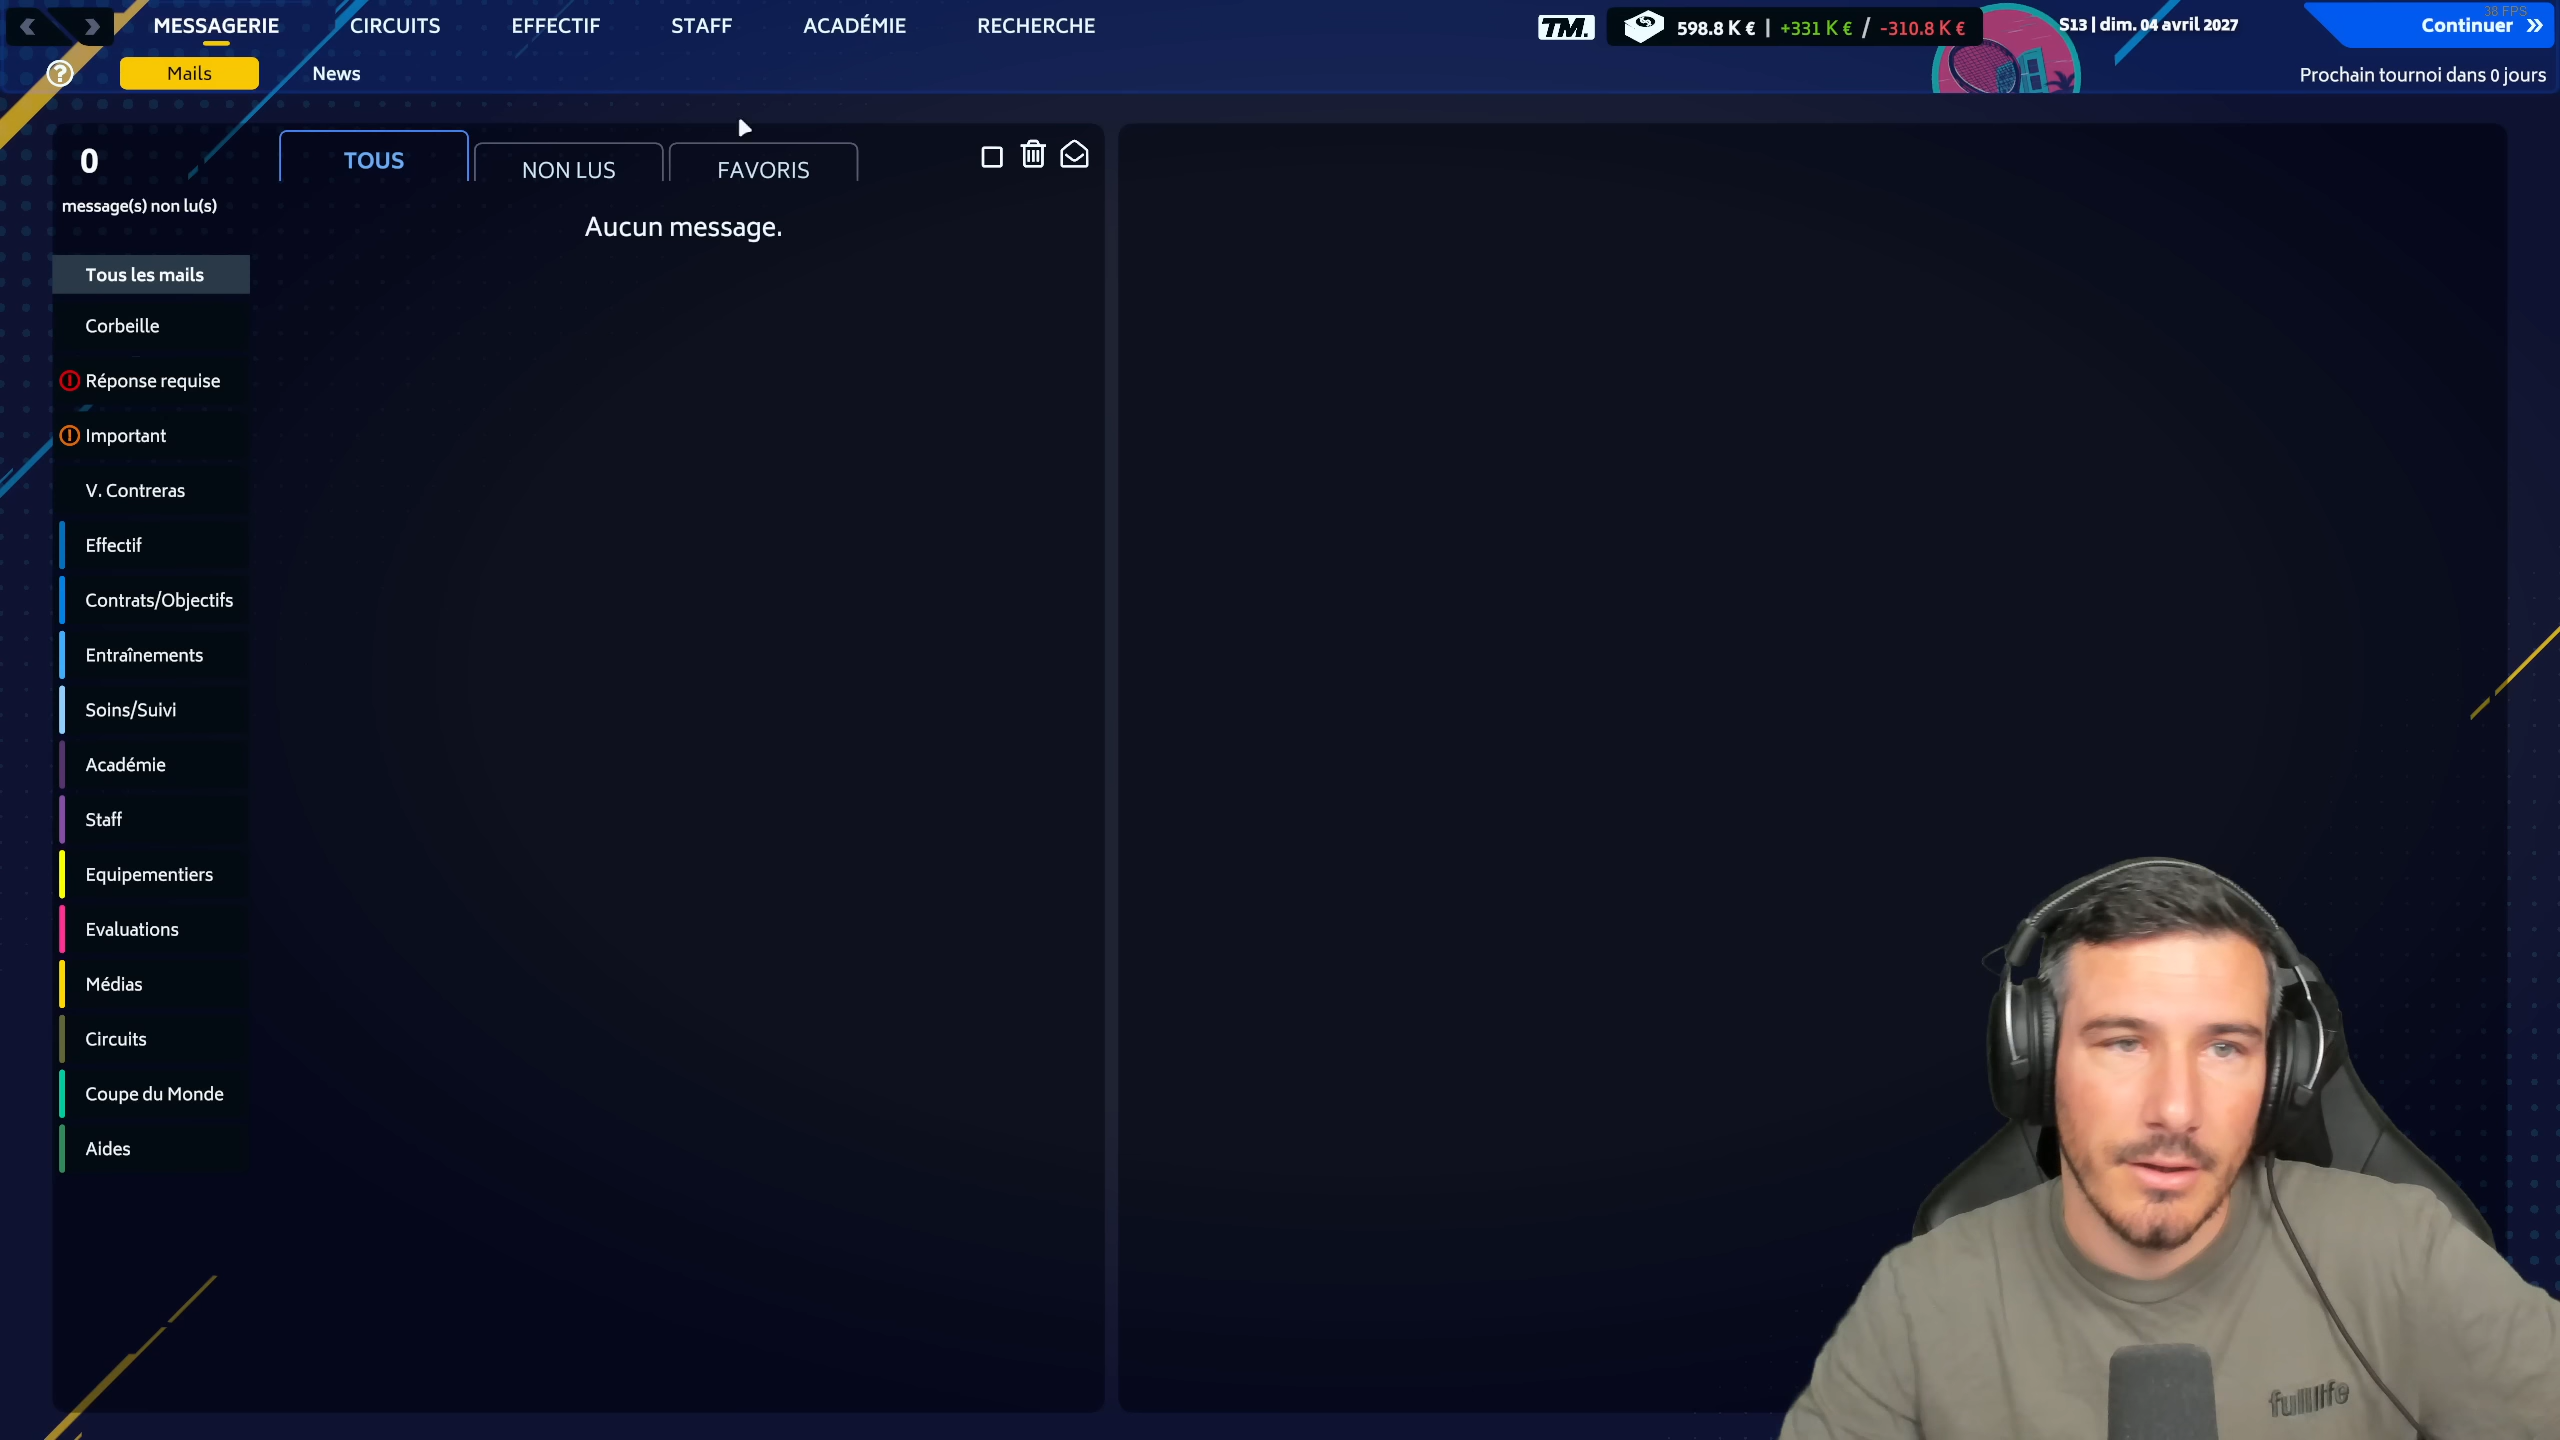 MESSAGERIE
CIRCUITS
EFFECTIF
STAFF
ACADÉMIE
RECHERCHE
TM.
598.8 K € | +331 K € / -310.8 K €
S13 | dim. 04 avril 2027
38 FPS
Continuer
Mails
News
Prochain tournoi dans 0 jours
0
message(s) non lu(s)
TOUS
NON LUS
FAVORIS
Aucun message.
Tous les mails
Corbeille
Réponse requise
Important
V. Contreras
Effectif
Contrats/Objectifs
Entraînements
Soins/Suivi
Académie
Staff
Equipementiers
Evaluations
Médias
Circuits
Coupe du Monde
Aides
fulllife